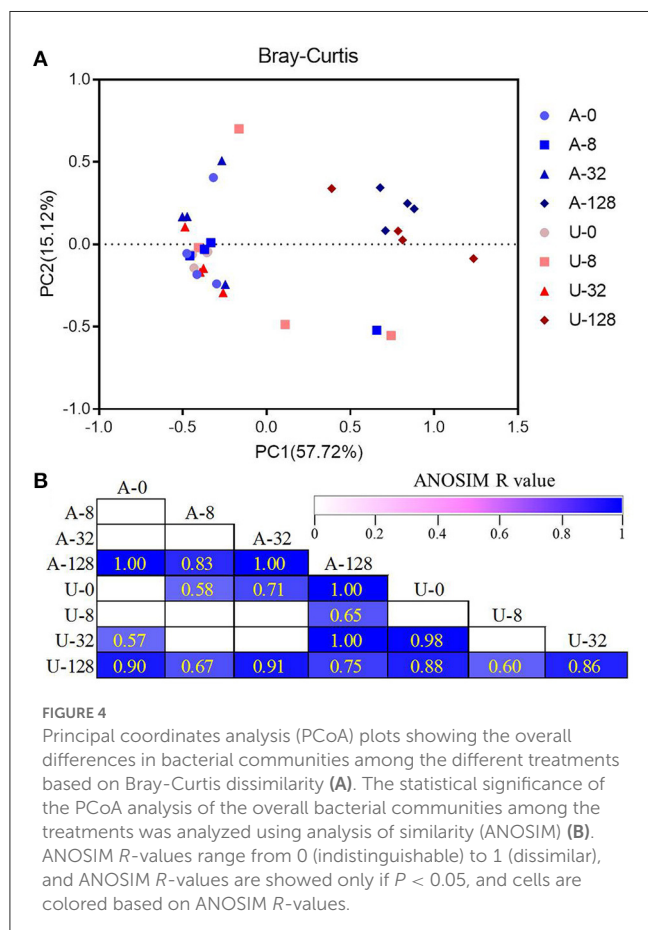 A
Bray-Curtis
PC2(15.12%)
1.0
0.5
0.0
-0.5
-1.0
-1.0 -0.5 0.0 0.5 1.0 1.5
PC1(57.72%)
A-0
A-8
A-32
A-128
U-0
U-8
U-32
U-128
B
ANOSIM R value
0 0.2 0.4 0.6 0.8 1
A-0
A-8 A-8
A-32 A-32
A-128 1.00 0.83 1.00 A-128
U-0 0.58 0.71 1.00 U-0
U-8 0.65 U-8
U-32 0.57 1.00 0.98 U-32
U-128 0.90 0.67 0.91 0.75 0.88 0.60 0.86
FIGURE 4
Principal coordinates analysis (PCoA) plots showing the overall
differences in bacterial communities among the different treatments
based on Bray-Curtis dissimilarity (A). The statistical significance of
the PCoA analysis of the overall bacterial communities among the
treatments was analyzed using analysis of similarity (ANOSIM) (B).
ANOSIM R-values range from 0 (indistinguishable) to 1 (dissimilar),
and ANOSIM R-values are showed only if P < 0.05, and cells are
colored based on ANOSIM R-values.